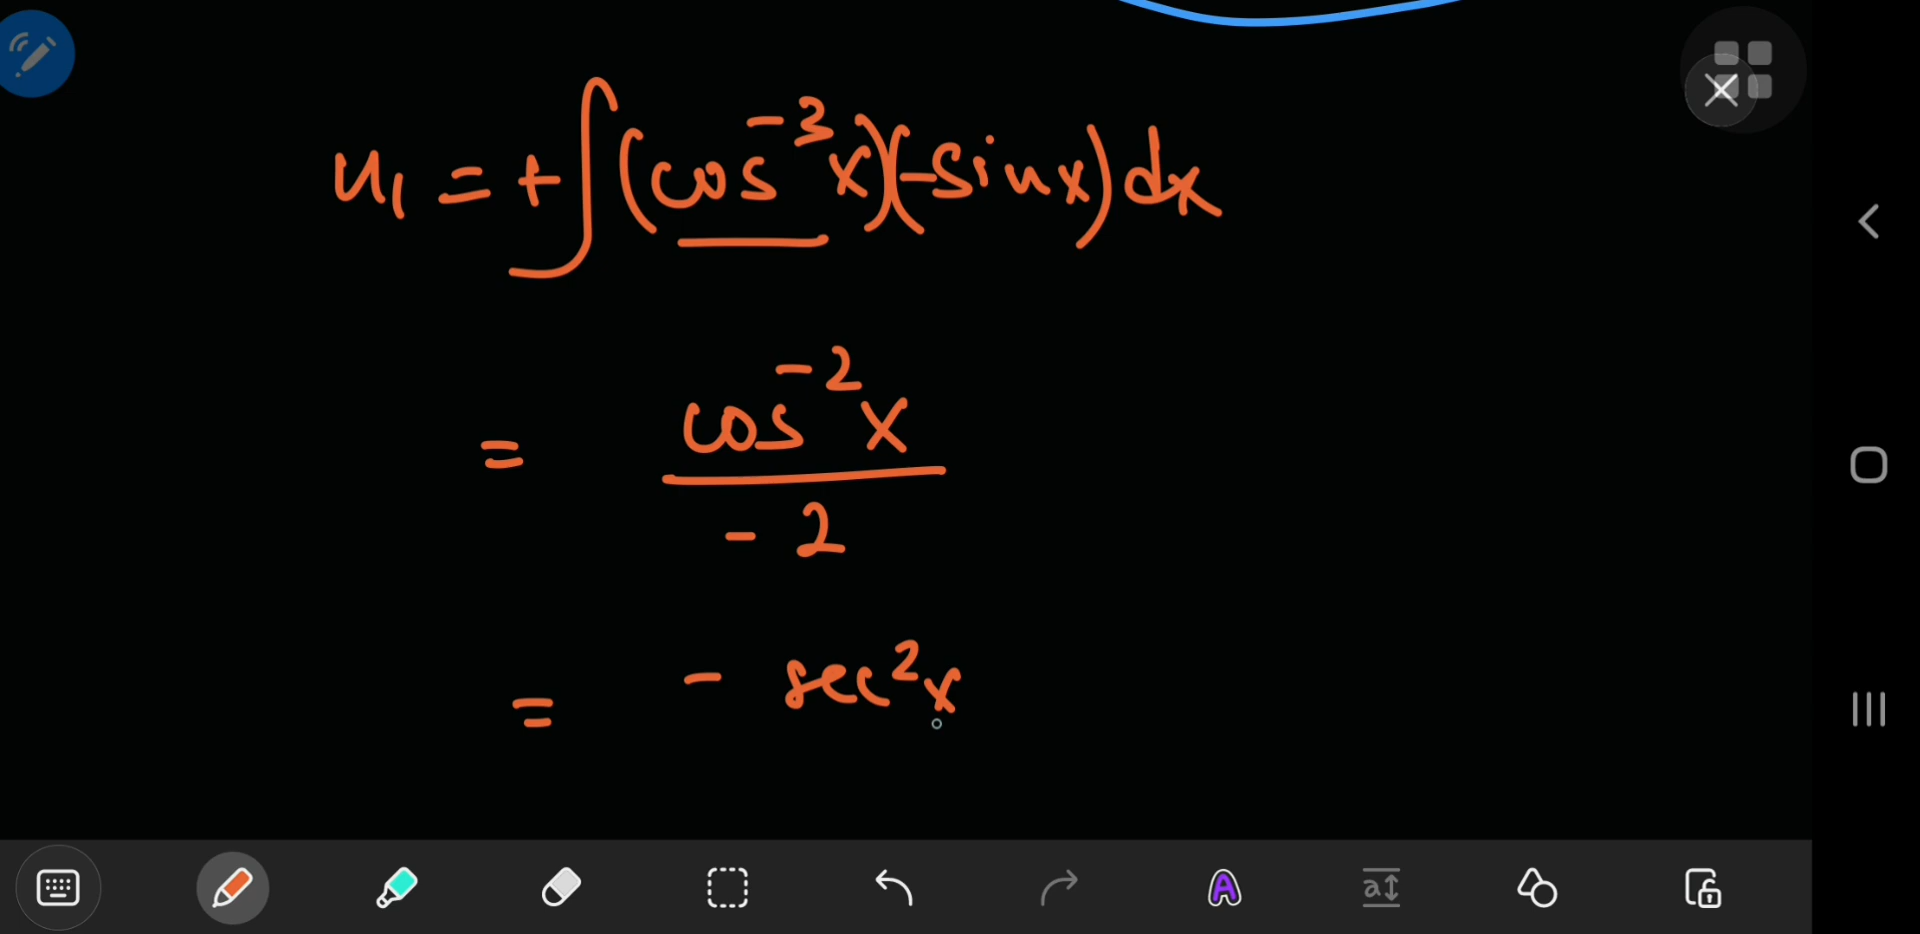 u₁ = + ∫ (cos⁻³x)(-sinx) dx
= cos⁻²x / -2
= - sec²x
A a